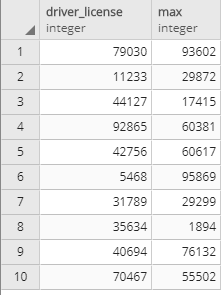 driver_license max
integer integer
1 79030 93602
2 11233 29872
3 44127 17415
4 92865 60381
5 42756 60617
6 5468 95869
7 31789 29299
8 35634 1894
9 40694 76132
10 70467 55502